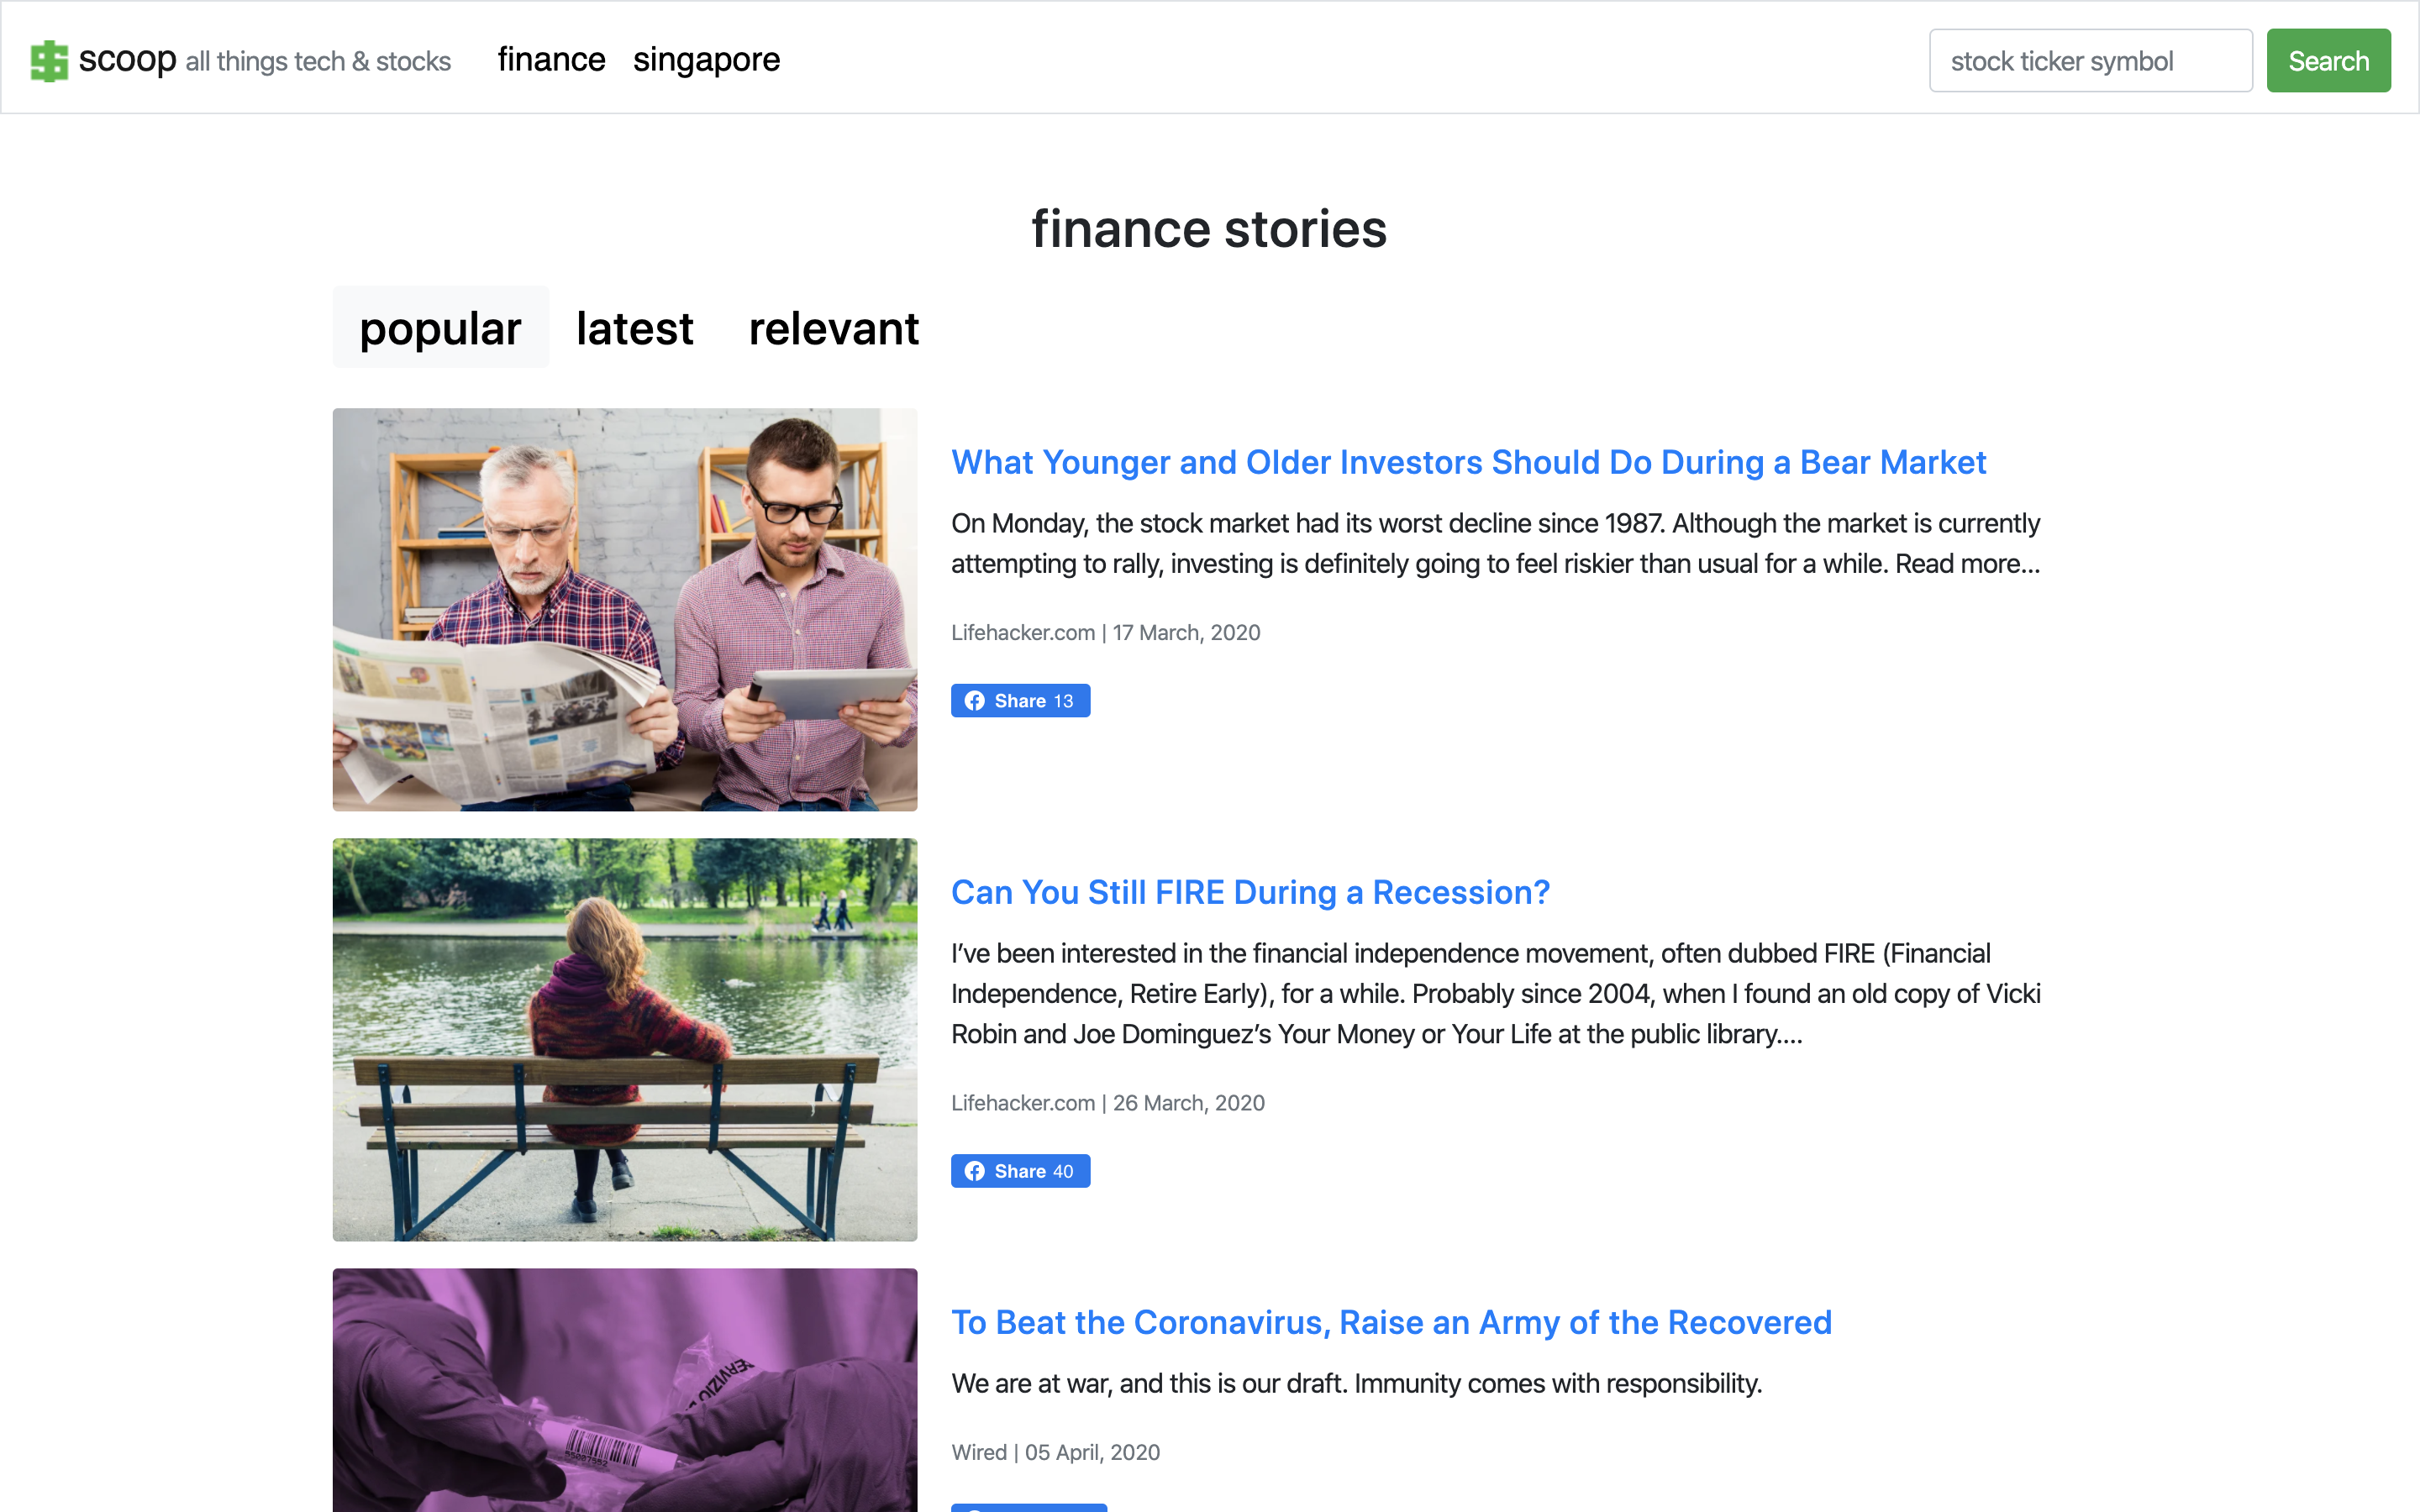 scoop all things tech & stocks finance singapore stock ticker symbol Search
finance stories
popular latest relevant
What Younger and Older Investors Should Do During a Bear Market
On Monday, the stock market had its worst decline since 1987. Although the market is currently
attempting to rally, investing is definitely going to feel riskier than usual for a while. Read more...
Lifehacker.com | 17 March, 2020
Share 13
Can You Still FIRE During a Recession?
I’ve been interested in the financial independence movement, often dubbed FIRE (Financial
Independence, Retire Early), for a while. Probably since 2004, when I found an old copy of Vicki
Robin and Joe Dominguez’s Your Money or Your Life at the public library....
Lifehacker.com | 26 March, 2020
Share 40
To Beat the Coronavirus, Raise an Army of the Recovered
We are at war, and this is our draft. Immunity comes with responsibility.
Wired | 05 April, 2020